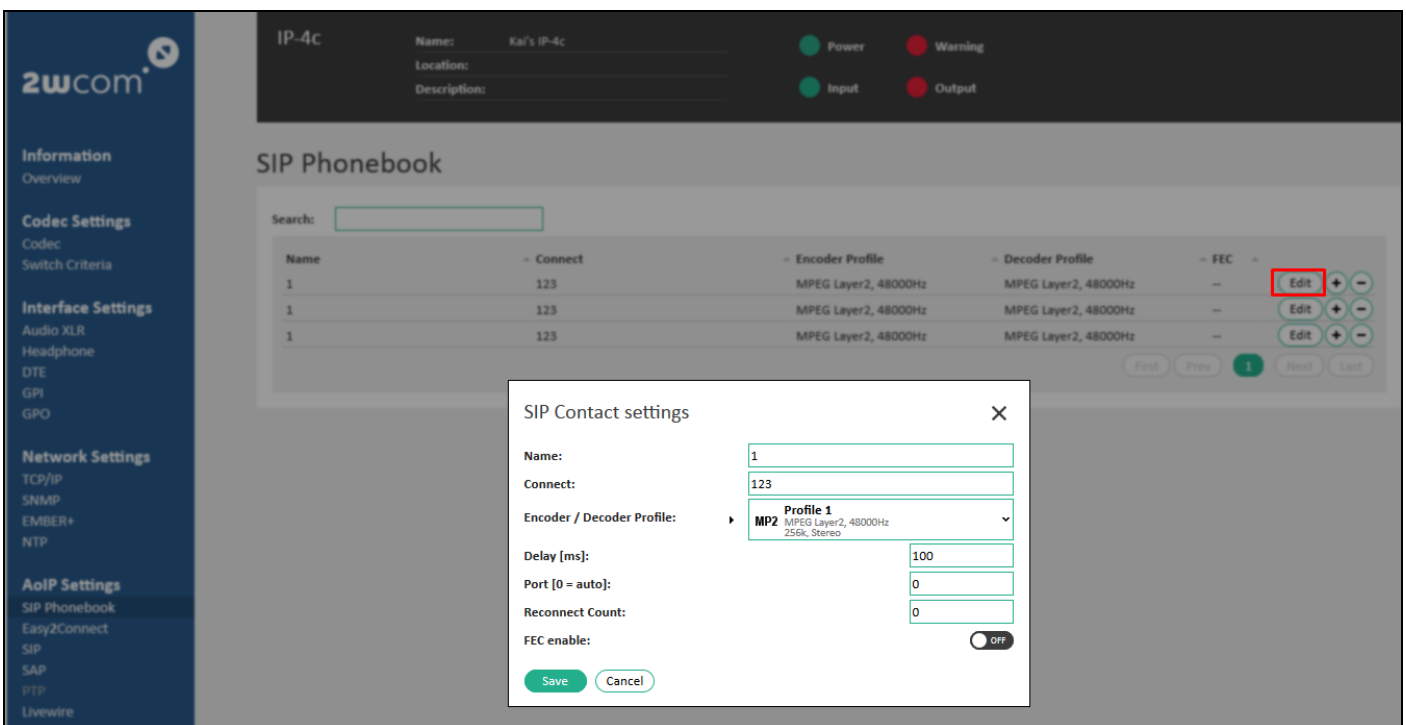 2wcom
IP-4c
Name: Kai's IP-4c
Location:
Description:
Power Warning
Input Output
Information
Overview
Codec Settings
Codec
Switch Criteria
Interface Settings
Audio XLR
Headphone
DTE
GPI
GPO
Network Settings
TCP/IP
SNMP
EMBER+
NTP
AoIP Settings
SIP Phonebook
Easy2Connect
SIP
SAP
PTP
Livewire
SIP Phonebook
Search:
Name Connect Encoder Profile Decoder Profile FEC
1 123 MPEG Layer2, 48000Hz MPEG Layer2, 48000Hz -- Edit + -
1 123 MPEG Layer2, 48000Hz MPEG Layer2, 48000Hz -- Edit + -
1 123 MPEG Layer2, 48000Hz MPEG Layer2, 48000Hz -- Edit + -
First Prev 1 Next Last
SIP Contact settings
Name: 1
Connect: 123
Encoder / Decoder Profile: MP2 Profile 1
MPEG Layer2, 48000Hz
256k, Stereo
Delay [ms]: 100
Port [0 = auto]: 0
Reconnect Count: 0
FEC enable: OFF
Save Cancel